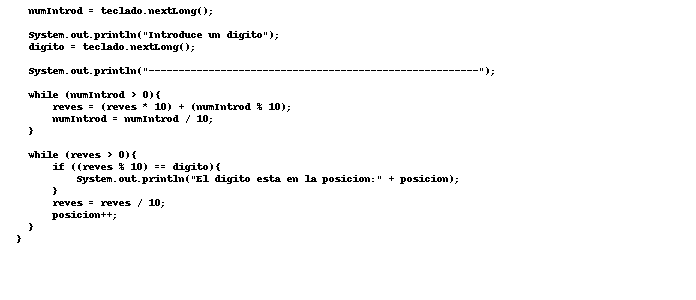 numIntrod = teclado.nextLong();
System.out.println("Introduce un digito");
digito = teclado.nextLong();
System.out.println("-------------------------------------------------------");
while (numIntrod > 0){
reves = (reves * 10) + (numIntrod % 10);
numIntrod = numIntrod / 10;
}
while (reves > 0){
if ((reves % 10) == digito){
System.out.println("El digito esta en la posicion:" + posicion);
}
reves = reves / 10;
posicion++;
}
}